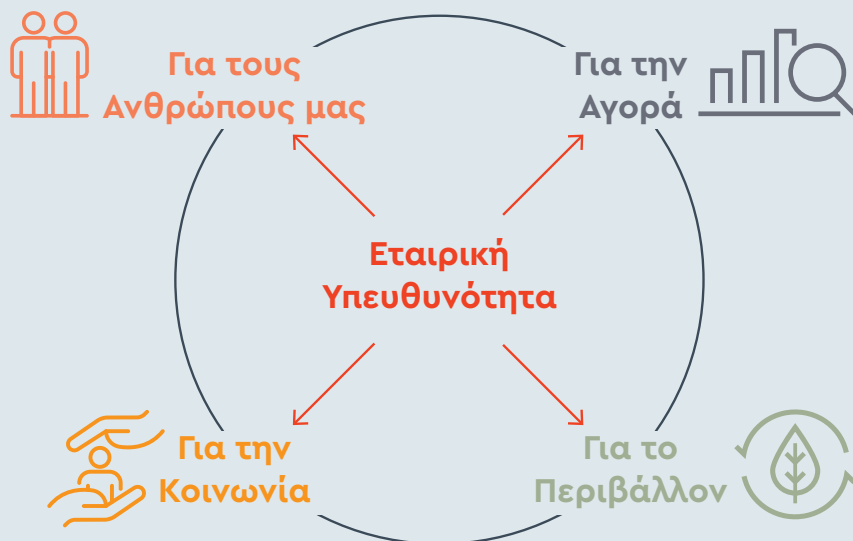 Για τους
Ανθρώπους μας
Για την
Αγορά
Εταιρική
Υπευθυνότητα
Για την
Κοινωνία
Για το
Περιβάλλον